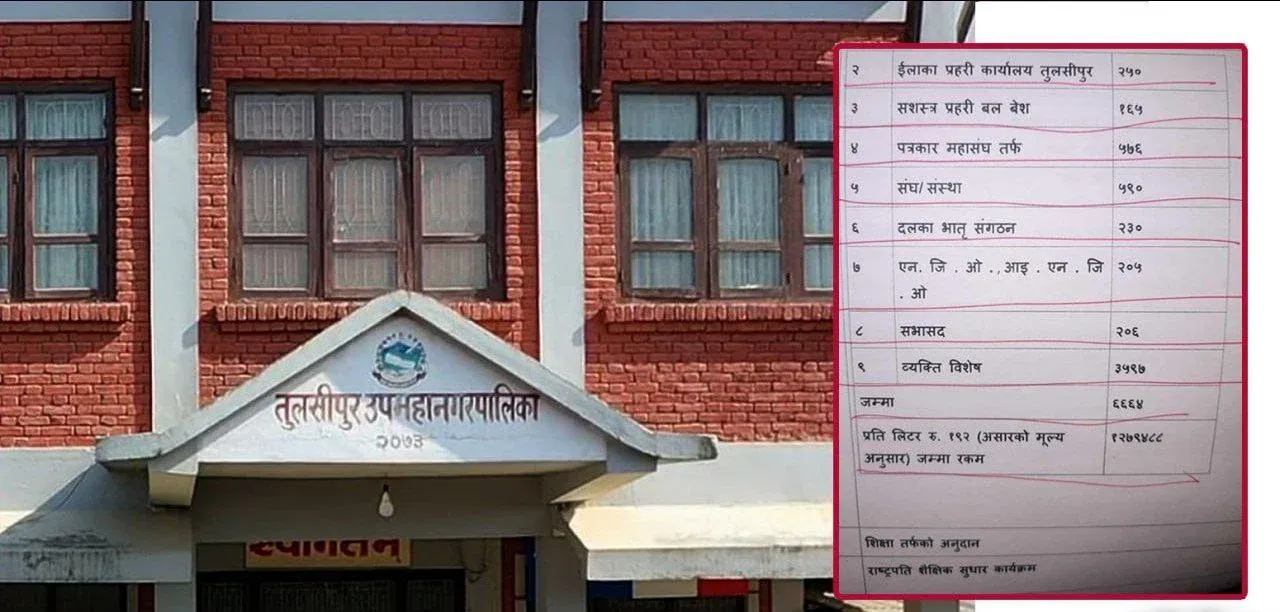 तुलसीपुर उपमहानगरपालिका
२०७३
स्वागतम्
२ ईलाका प्रहरी कार्यालय तुलसीपुर २५०
३ सशस्त्र प्रहरी बल बेश १६५
४ पत्रकार महासंघ तर्फ ५७६
५ संघ/ संस्था ५९०
६ दलका भातृ संगठन २३०
७ एन. जि . ओ .,आइ . एन . जि २०५
. ओ
८ सभासद २०६
९ व्यक्ति विशेष ३५९७
जम्मा ६६६४
प्रति लिटर रु. १९२ (असारको मूल्य १२७९४८८
अनुसार) जम्मा रकम
शिक्षा तर्फको अनुदान
राष्ट्रपति शैक्षिक सुधार कार्यक्रम